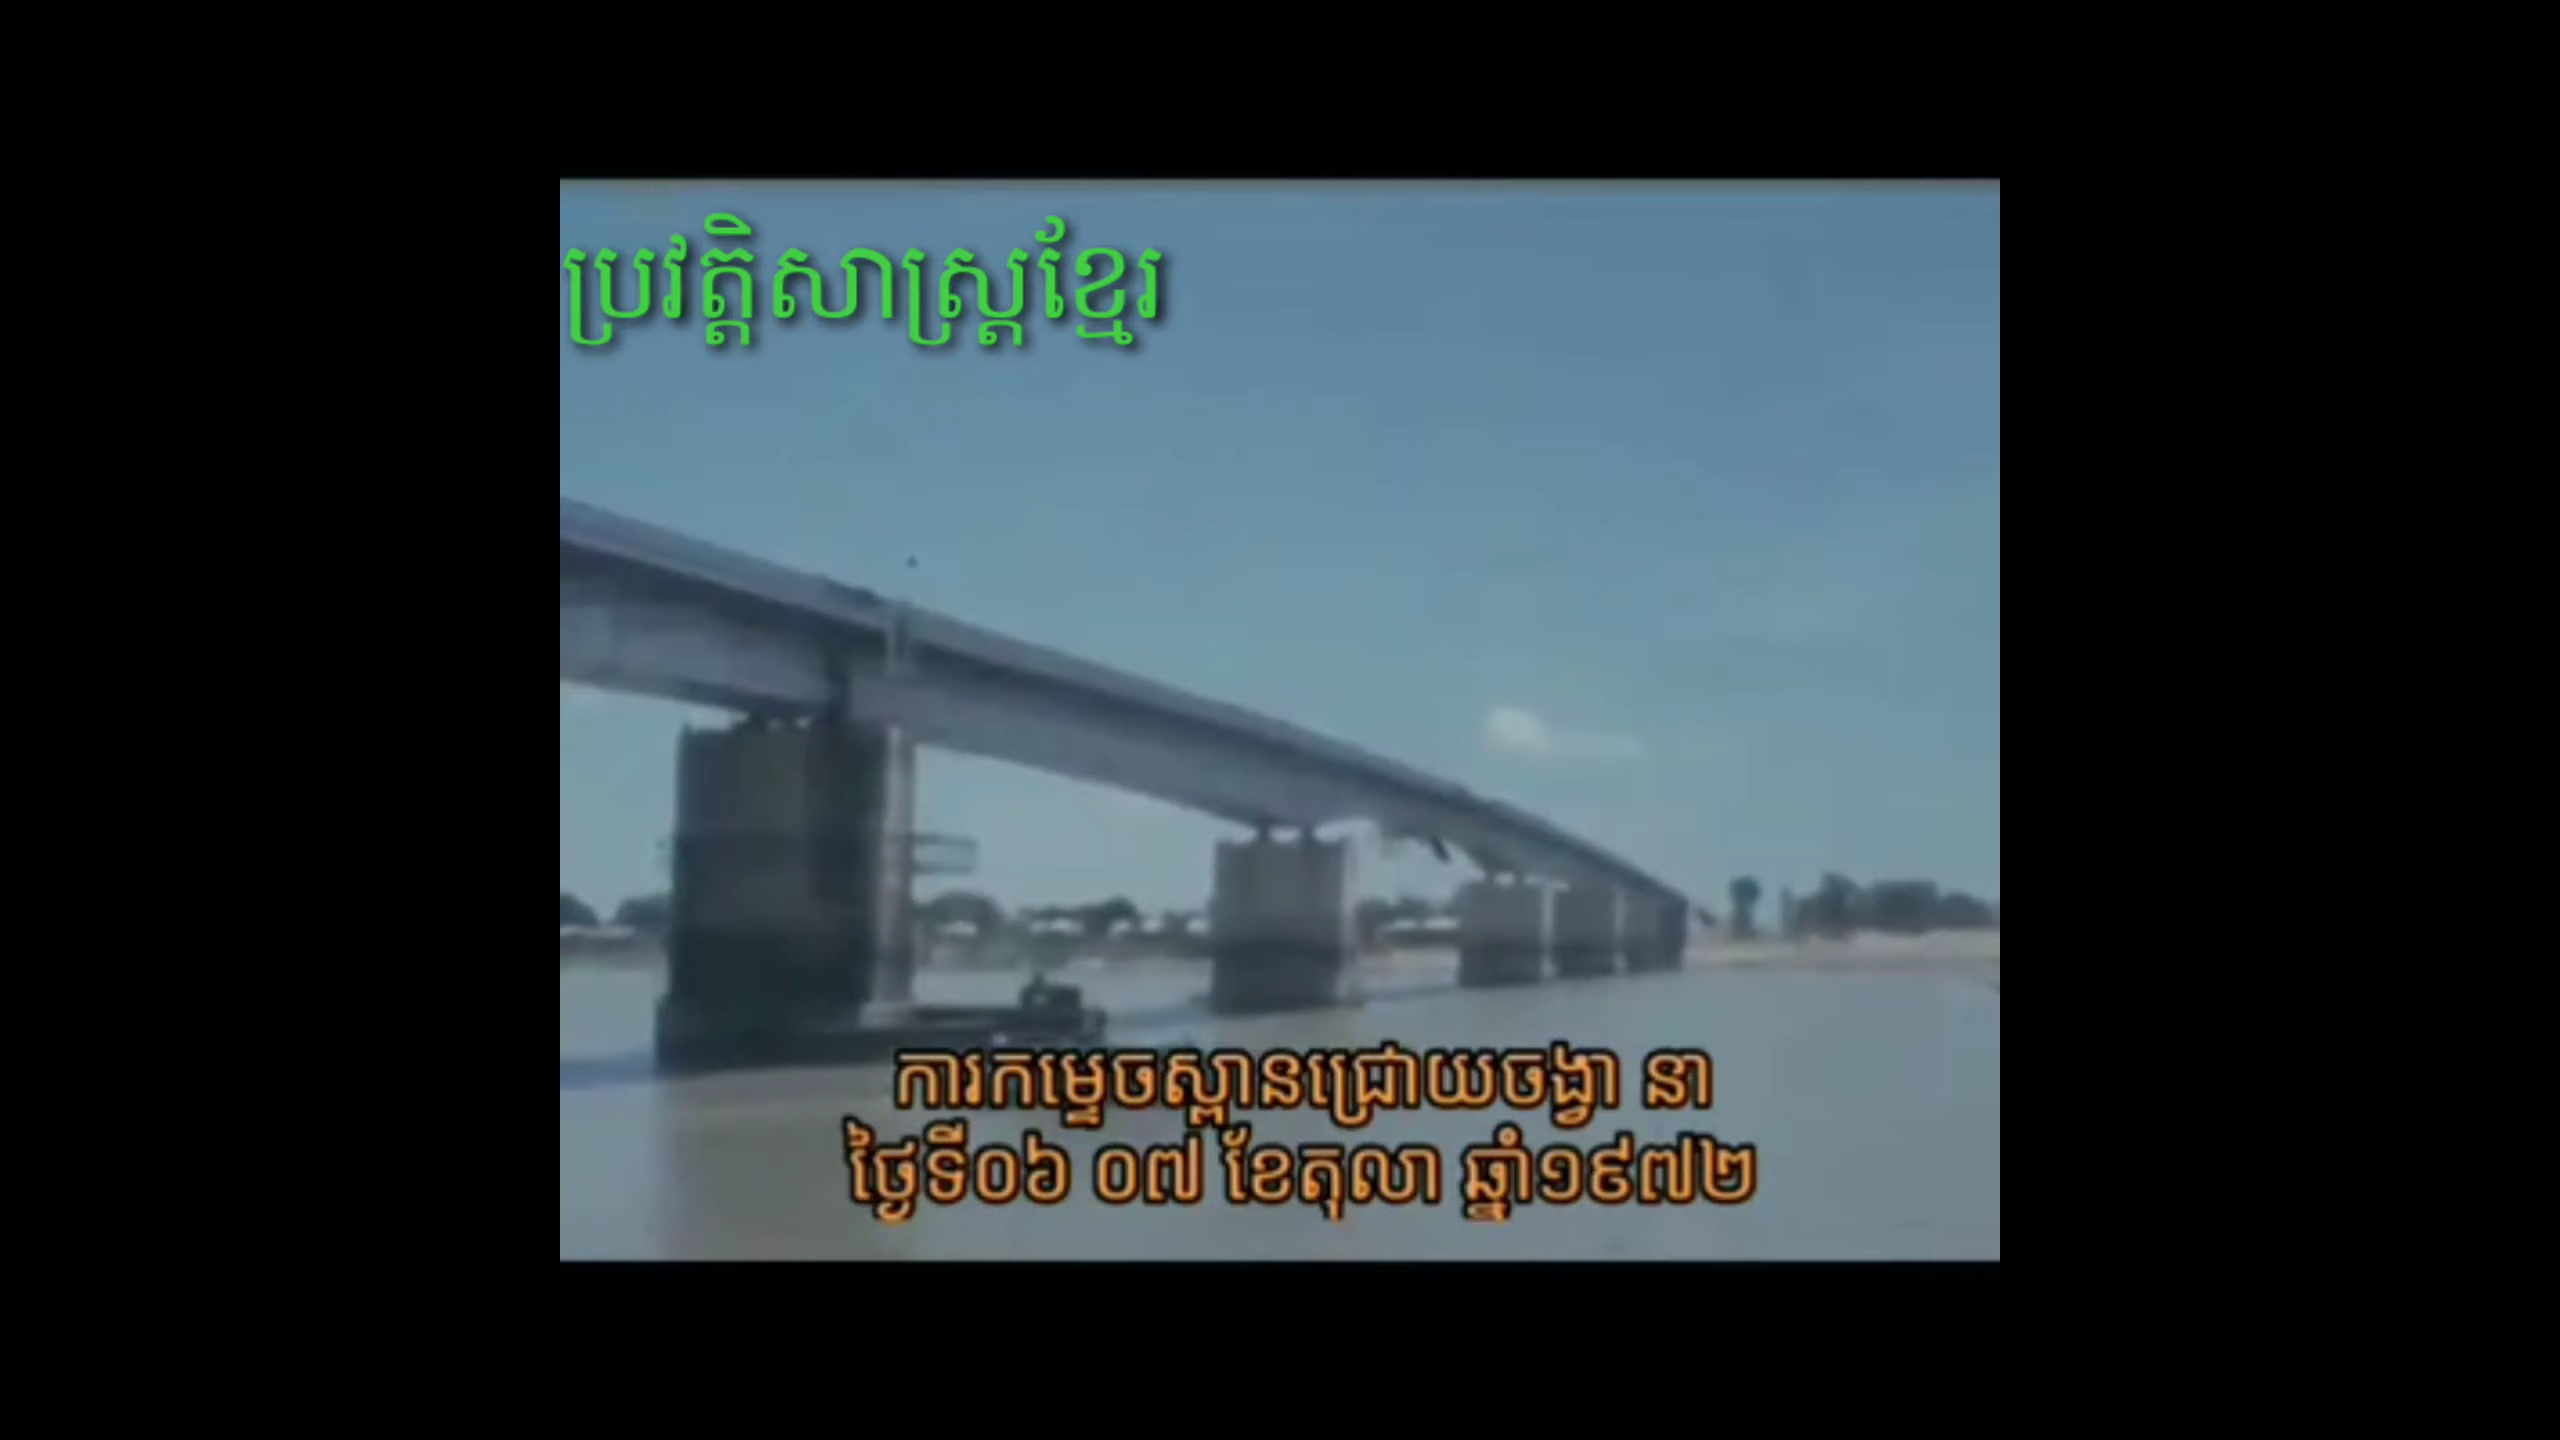 ប្រវត្តិសាស្ត្រខ្មែរ
ការកម្ទេចស្ពានជ្រោយចង្វា នា
ថ្ងៃទី០៦ ០៧ ខែតុលា ឆ្នាំ១៩៧២